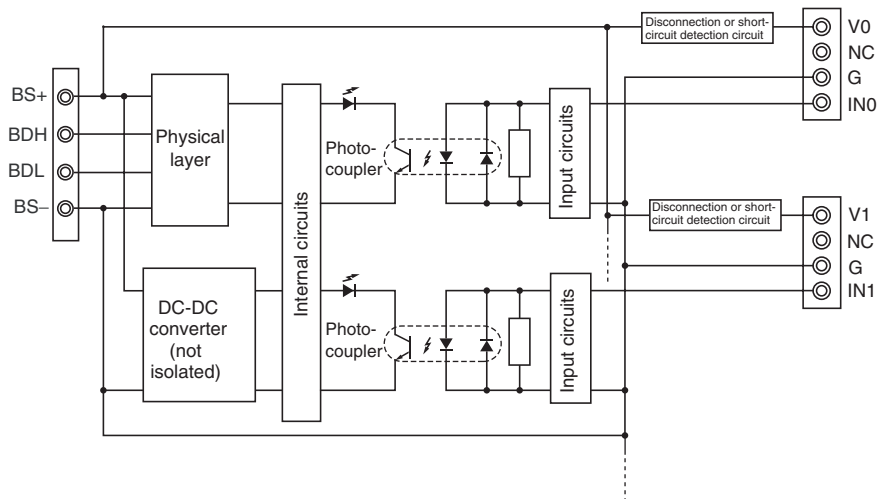 Disconnection or short-
circuit detection circuit
V0
NC
G
IN0
BS+
BDH
BDL
BS–
Physical
layer
Internal circuits
Photo-
coupler
Input circuits
Disconnection or short-
circuit detection circuit
V1
NC
G
IN1
DC-DC
converter
(not
isolated)
Photo-
coupler
Input circuits